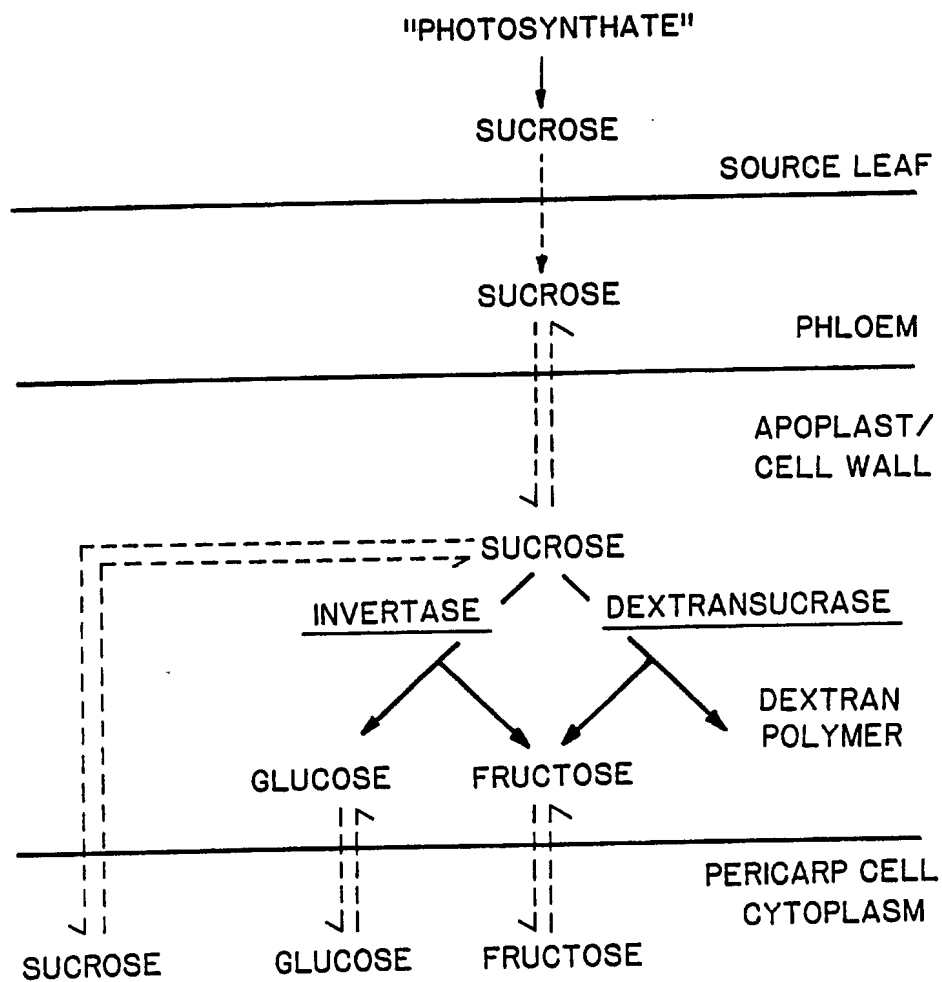 "PHOTOSYNTHATE"
SUCROSE
SOURCE LEAF
SUCROSE
PHLOEM
APOPLAST/
CELL WALL
SUCROSE
INVERTASE
DEXTRANSUCRASE
DEXTRAN
POLYMER
GLUCOSE
FRUCTOSE
PERICARP CELL
CYTOPLASM
SUCROSE
GLUCOSE
FRUCTOSE